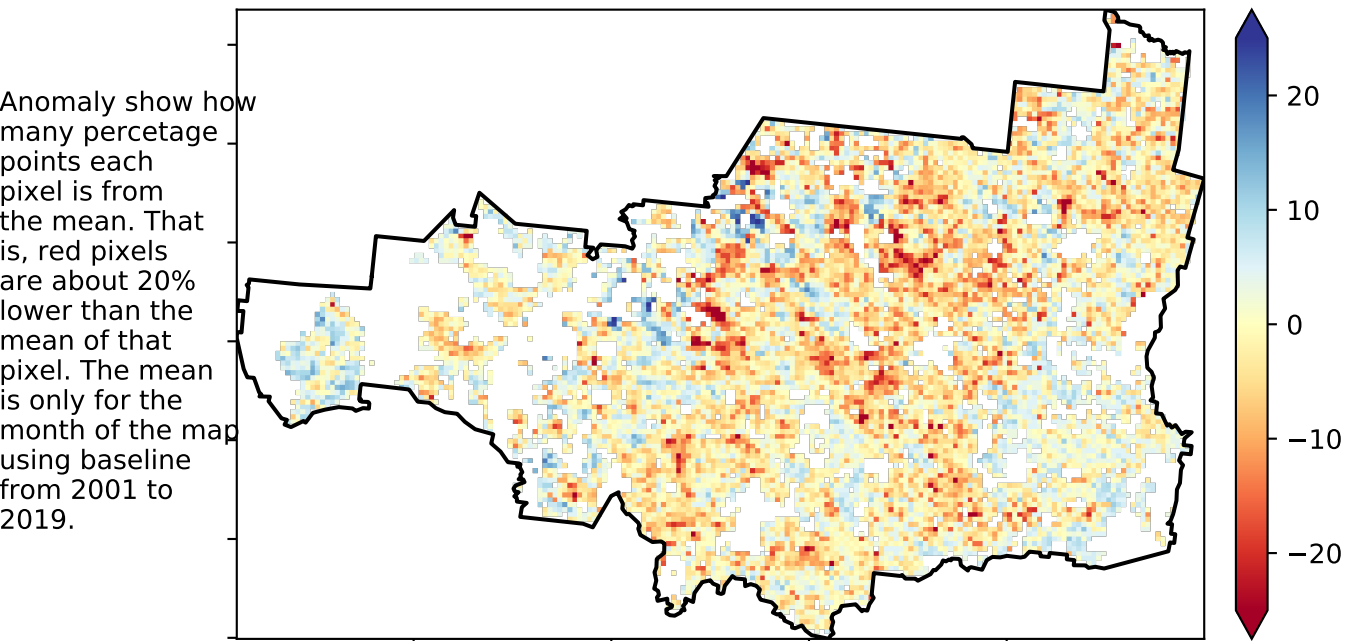 Anomaly show how
many percetage
points each
pixel is from
the mean. That
is, red pixels
are about 20%
lower than the
mean of that
pixel. The mean
is only for the
month of the map
using baseline
from 2001 to
2019.
20
10
0
−10
−20